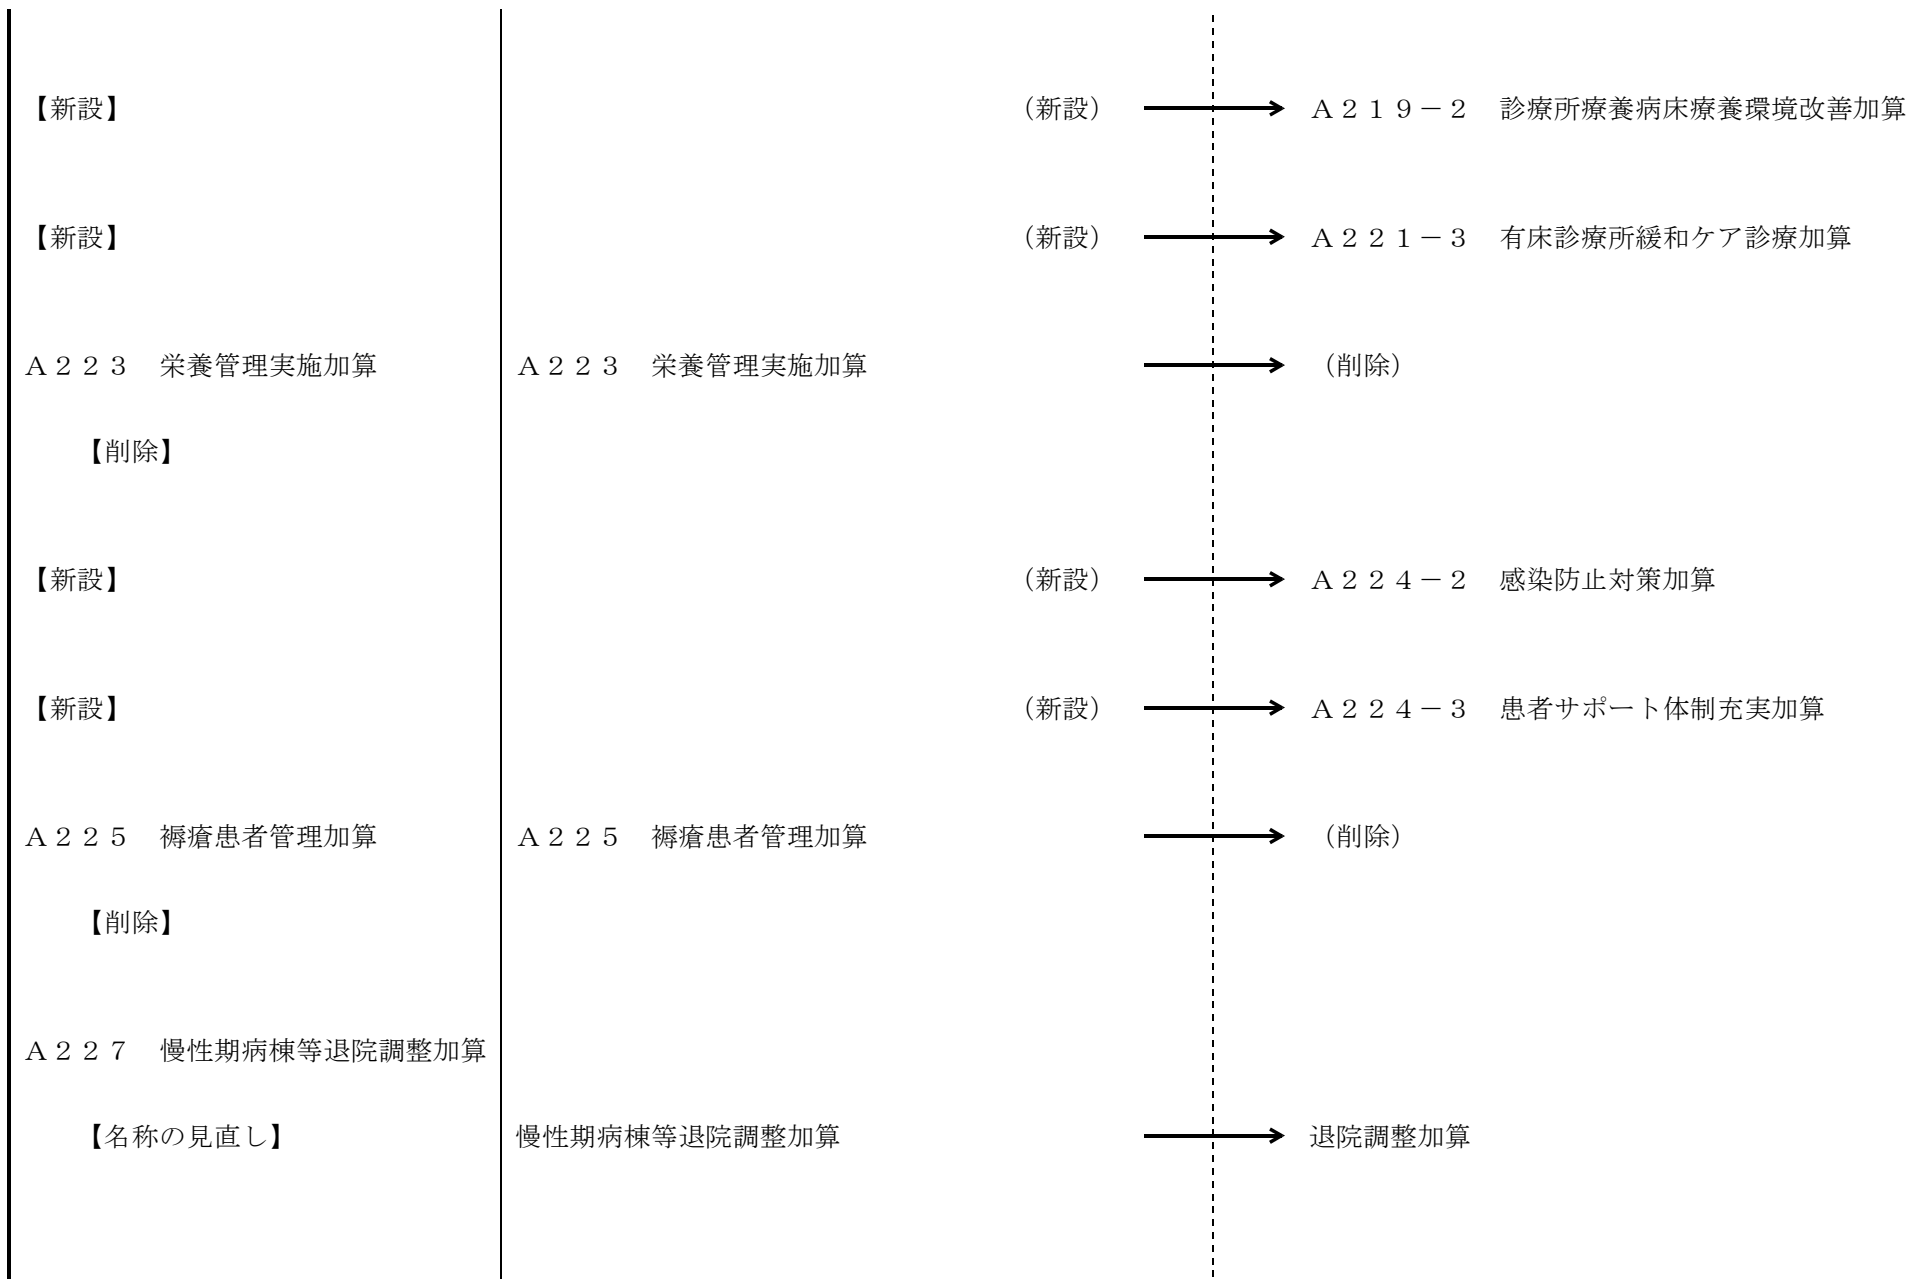 【新設】 （新設） Ａ２１９－２ 診療所療養病床療養環境改善加算
【新設】 （新設） Ａ２２１－３ 有床診療所緩和ケア診療加算
Ａ２２３ 栄養管理実施加算 Ａ２２３ 栄養管理実施加算 （削除）
【削除】
【新設】 （新設） Ａ２２４－２ 感染防止対策加算
【新設】 （新設） Ａ２２４－３ 患者サポート体制充実加算
Ａ２２５ 褥瘡患者管理加算 Ａ２２５ 褥瘡患者管理加算 （削除）
【削除】
Ａ２２７ 慢性期病棟等退院調整加算
【名称の見直し】 慢性期病棟等退院調整加算 退院調整加算